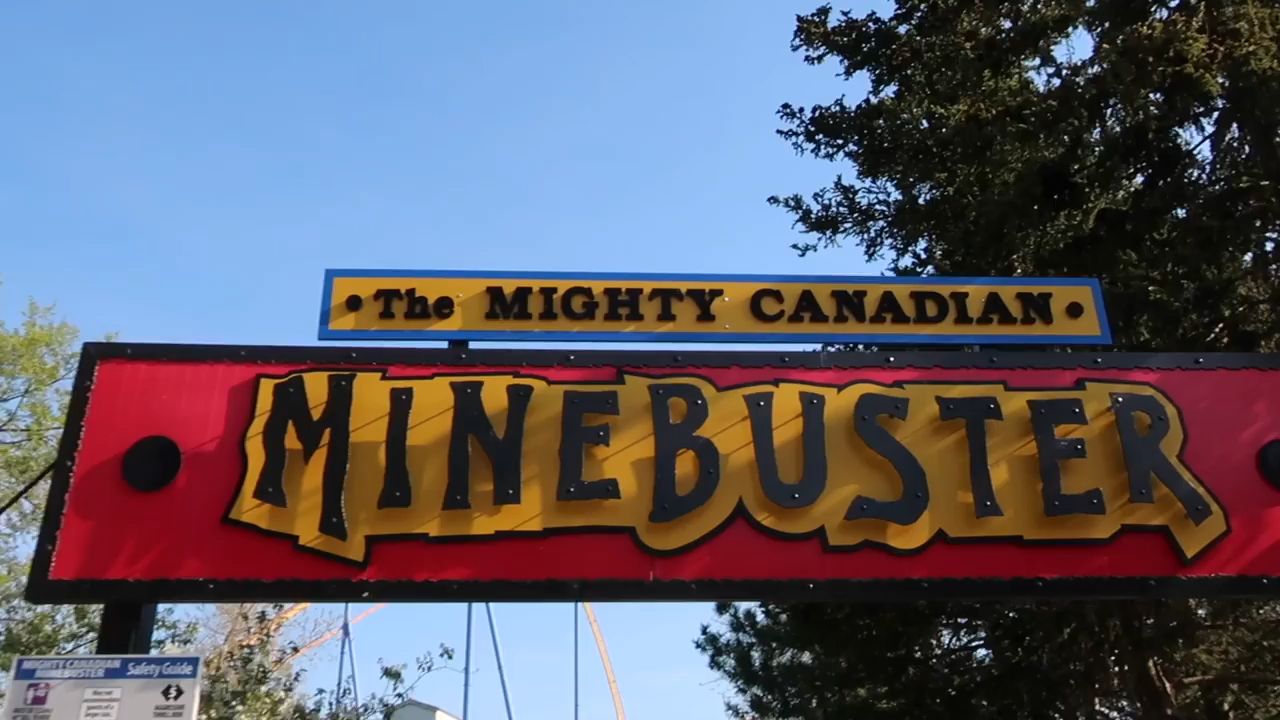 • The MIGHTY CANADIAN •
MINEBUSTER
MIGHTY CANADIAN
MINEBUSTER
Safety Guide